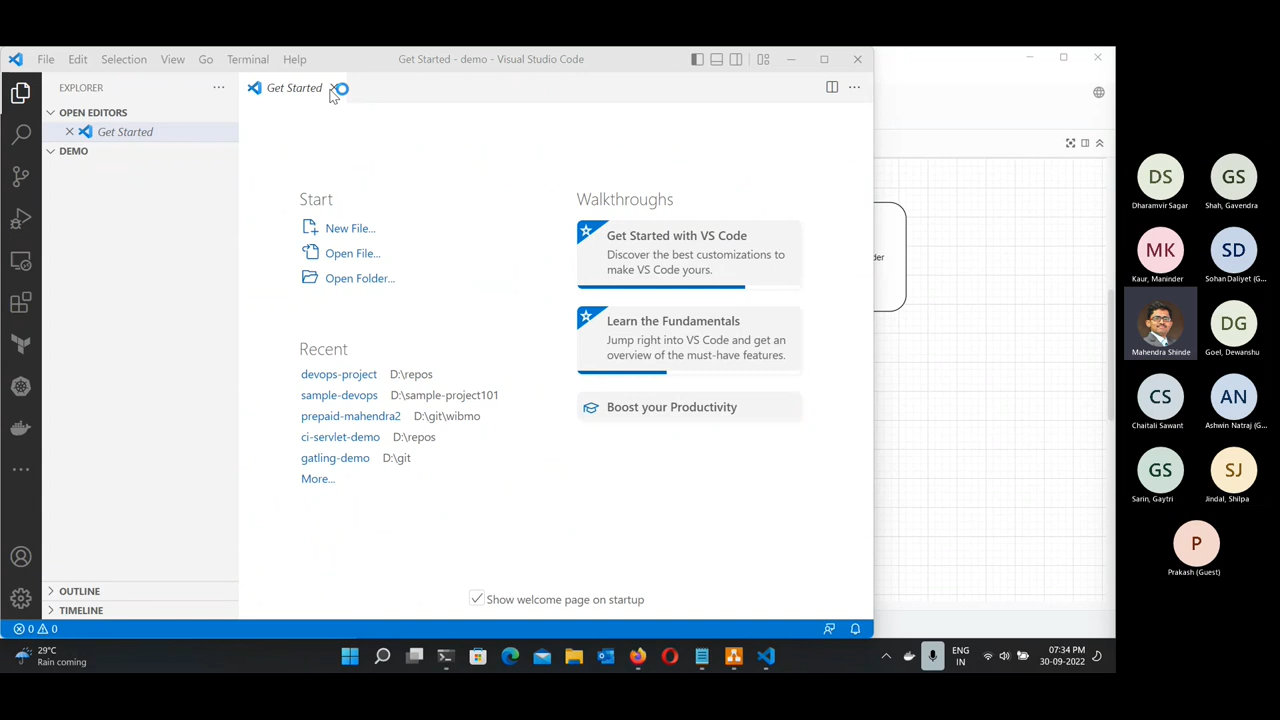 File Edit Selection View Go Terminal Help
Get Started - demo - Visual Studio Code
EXPLORER
OPEN EDITORS
Get Started
DEMO
OUTLINE
TIMELINE
Get Started
Start
New File...
Open File...
Open Folder...
Recent
devops-project D:\repos
sample-devops D:\sample-project101
prepaid-mahendra2 D:\git\wibmo
ci-servlet-demo D:\repos
gatling-demo D:\git
More...
Walkthroughs
Get Started with VS Code
Discover the best customizations to
make VS Code yours.
Learn the Fundamentals
Jump right into VS Code and get an
overview of the must-have features.
Boost your Productivity
Show welcome page on startup
0 0
der
29°C
Rain coming
ENG
IN
07:34 PM
30-09-2022
DS
Dharamvir Sagar
GS
Shah, Gavendra
MK
Kaur, Maninder
SD
Sohan Daliyet (G...
Mahendra Shinde
DG
Goel, Dewanshu
CS
Chaitali Sawant
AN
Ashwin Natraj (G...
GS
Sarin, Gaytri
SJ
Jindal, Shilpa
P
Prakash (Guest)